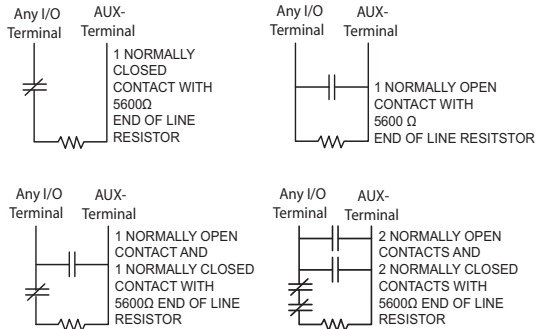 Any I/O
Terminal
AUX-
Terminal
1 NORMALLY
CLOSED
CONTACT WITH
5600Ω
END OF LINE
RESISTOR
Any I/O
Terminal
AUX-
Terminal
1 NORMALLY OPEN
CONTACT WITH
5600 Ω
END OF LINE RESITSTOR
Any I/O
Terminal
AUX-
Terminal
1 NORMALLY OPEN
CONTACT AND
1 NORMALLY CLOSED
CONTACT WITH
5600Ω END OF LINE
RESISTOR
Any I/O
Terminal
AUX-
Terminal
2 NORMALLY OPEN
CONTACTS AND
2 NORMALLY CLOSED
CONTACTS WITH
5600Ω END OF LINE
RESISTOR